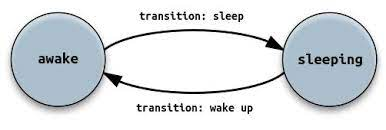 transition: sleep
awake
sleeping
transition: wake up